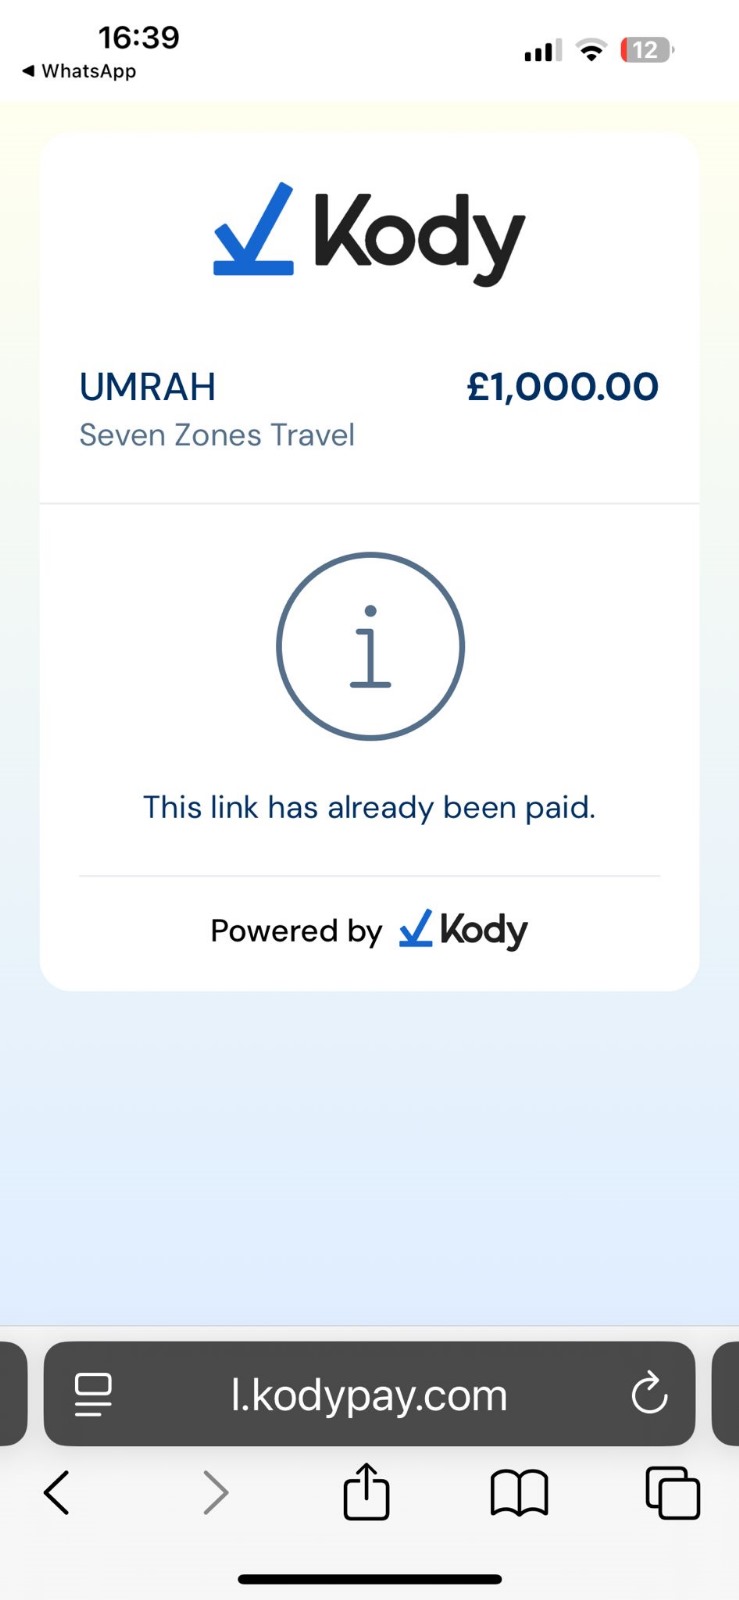 16:39
◀ WhatsApp
12
Kody
UMRAH £1,000.00
Seven Zones Travel
i
This link has already been paid.
Powered by Kody
l.kodypay.com